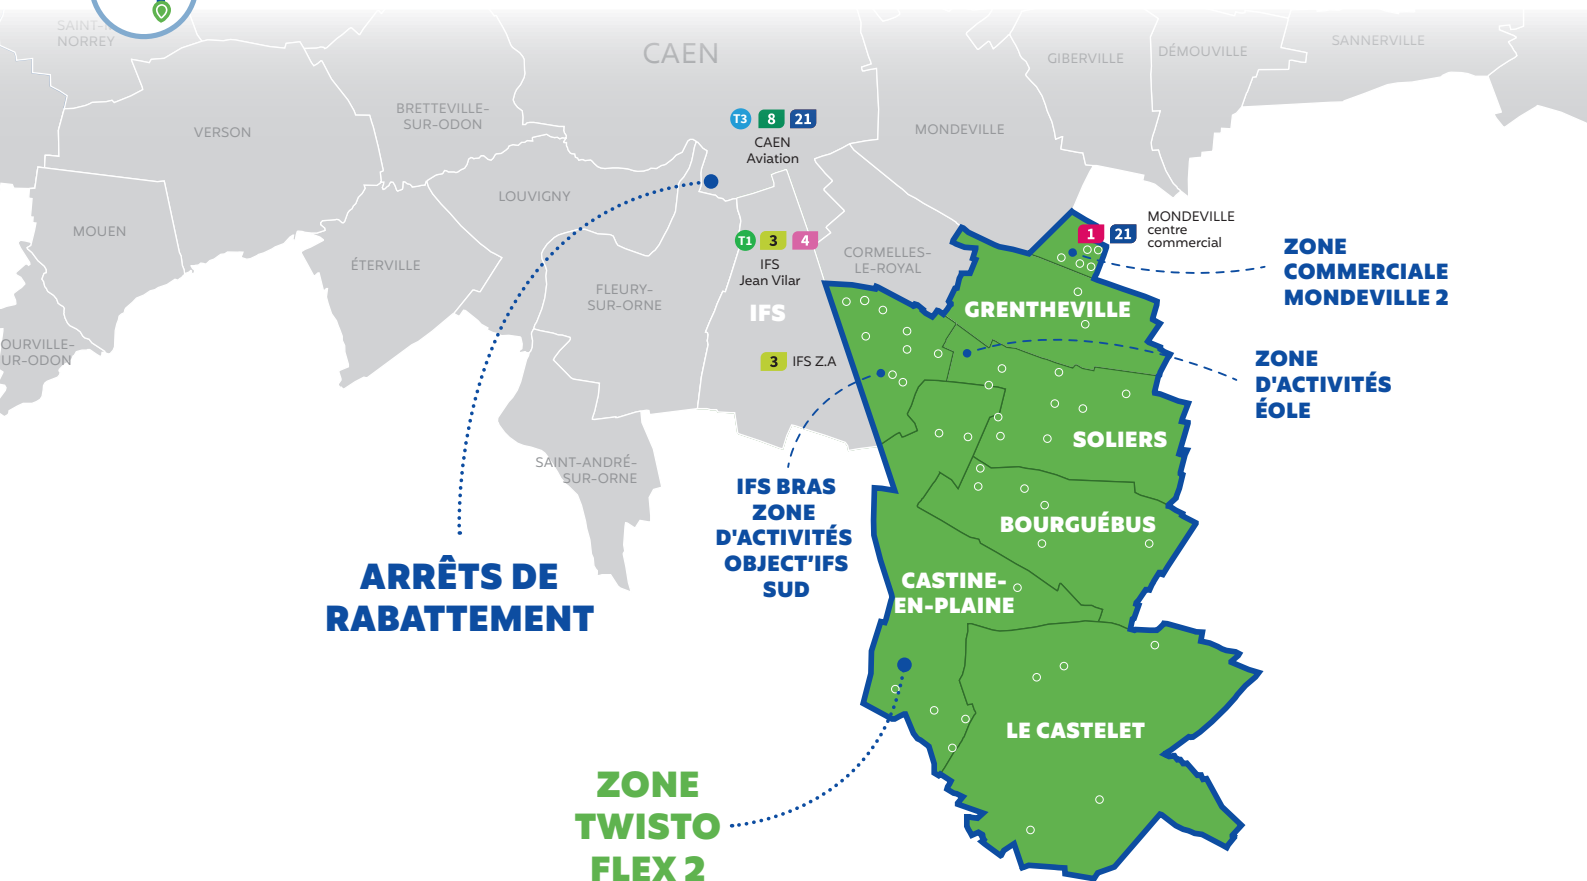 NORREY
CAEN
SANNERVILLE
DÉMOUVILLE
GIBERVILLE
BRETTEVILLE-
SUR-ODON
VERSON
T3 8 21
CAEN
Aviation
MONDEVILLE
LOUVIGNY
MOUEN
1 21
MONDEVILLE
centre
commercial
T1 3 4
IFS
Jean Vilar
CORMELLES-
LE-ROYAL
ZONE
COMMERCIALE
MONDEVILLE 2
ÉTERVILLE
FLEURY-
SUR-ORNE
IFS
GRENTHEVILLE
OURVILLE-
UR-ODON
3 IFS Z.A
ZONE
D'ACTIVITÉS
ÉOLE
SOLIERS
SAINT-ANDRÉ-
SUR-ORNE
IFS BRAS
ZONE
D'ACTIVITÉS
OBJECT'IFS
SUD
BOURGUÉBUS
ARRÊTS DE
RABATTEMENT
CASTINE-
EN-PLAINE
LE CASTELET
ZONE
TWISTO
FLEX 2